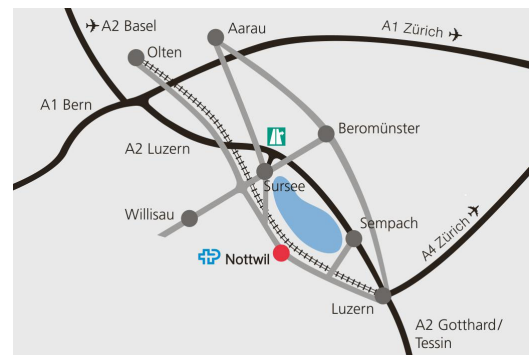 A2 Basel
Aarau
A1 Zürich
Olten
A1 Bern
A2 Luzern
Beromünster
Sursee
Willisau
Sempach
A4 Zürich
Nottwil
Luzern
A2 Gotthard/
Tessin